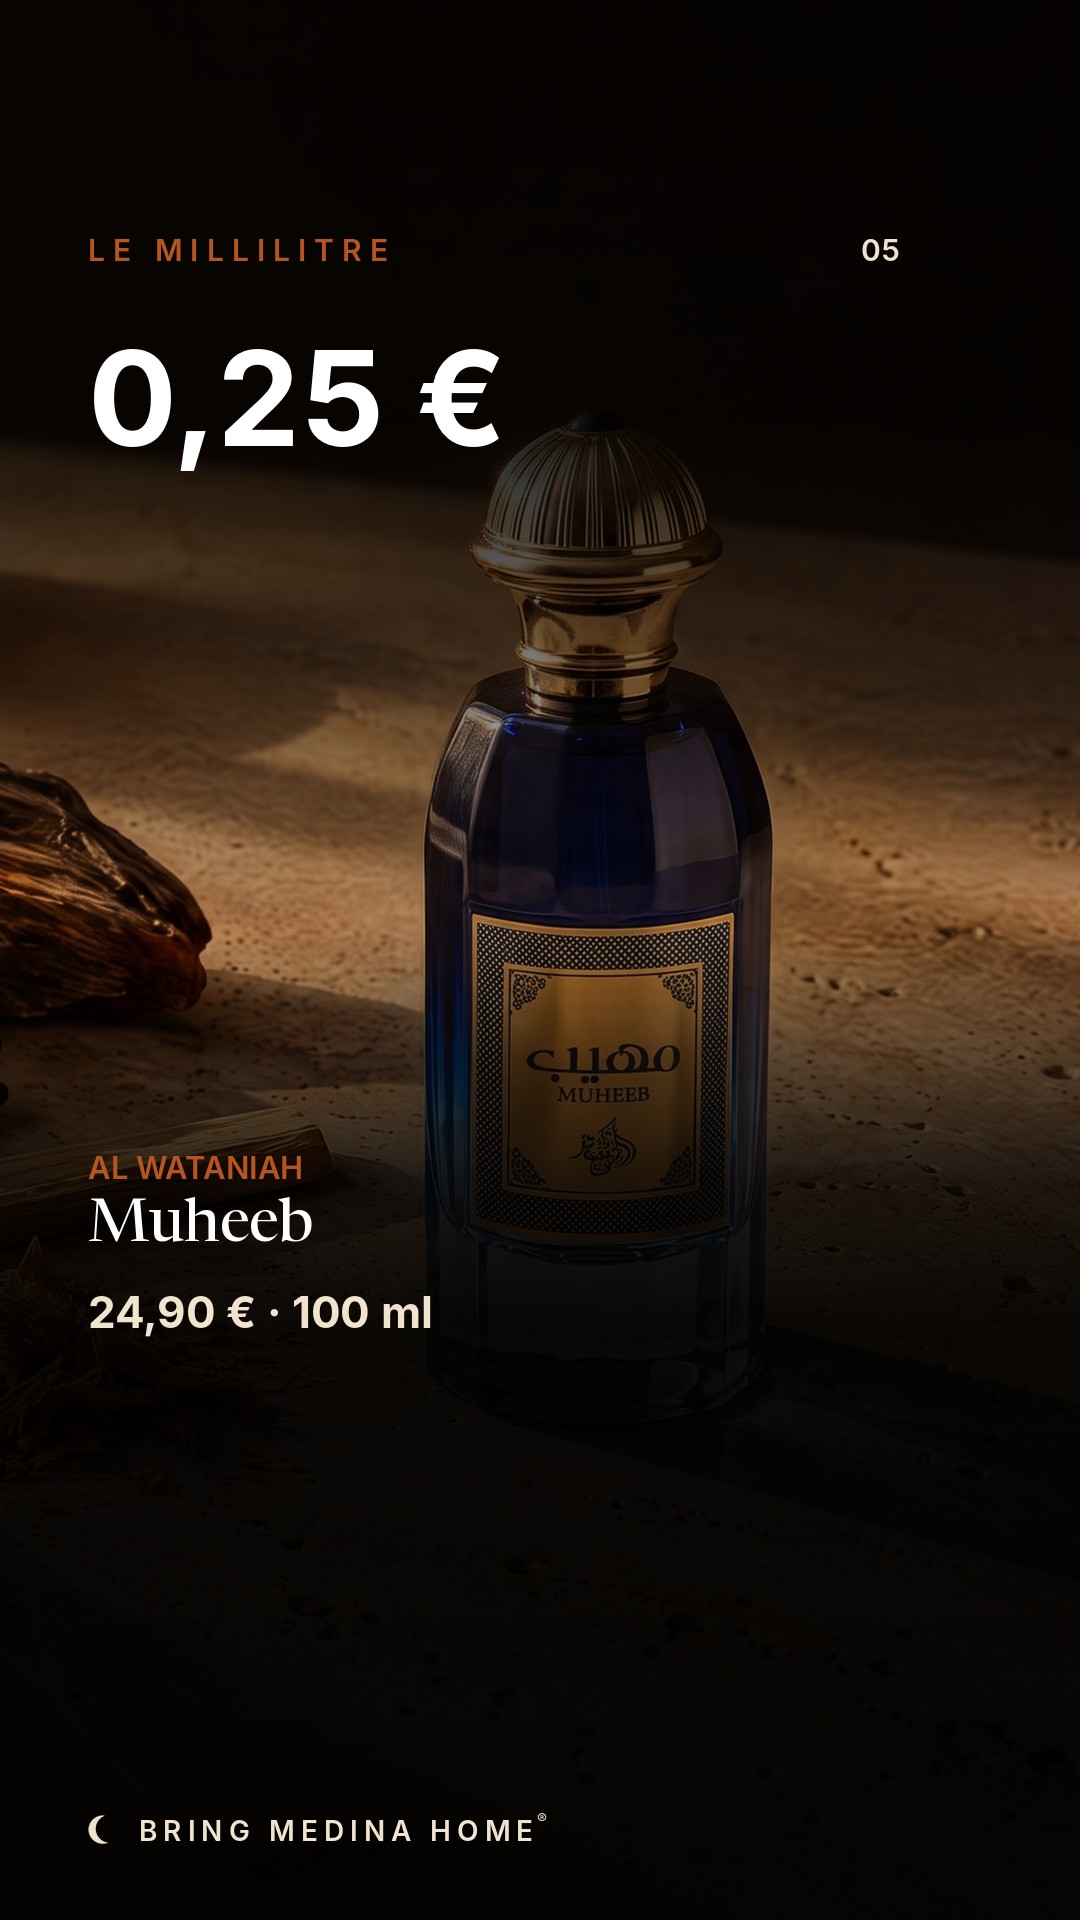 LE MILLILITRE
05
0,25 €
مهيب
MUHEEB
AL WATANIAH
Muheeb
24,90 € · 100 ml
BRING MEDINA HOME®